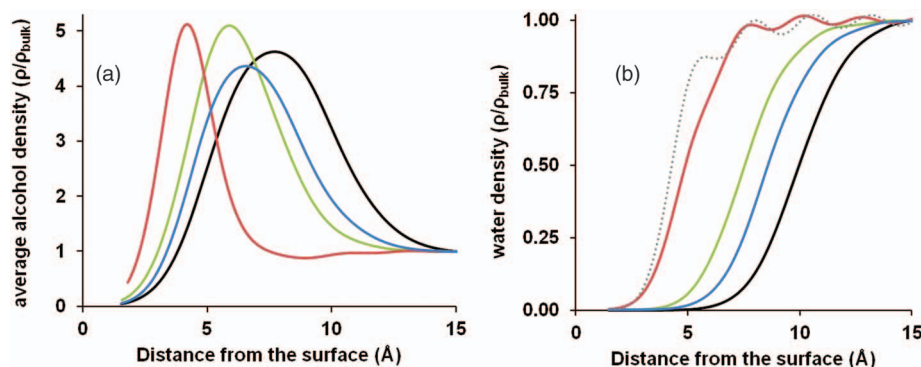 (a)
average alcohol density (ρ/ρbulk)
5
4
3
2
1
0
0 5 10 15
Distance from the surface (Å)
(b)
water density (ρ/ρbulk)
1.00
0.75
0.50
0.25
0.00
0 5 10 15
Distance from the surface (Å)